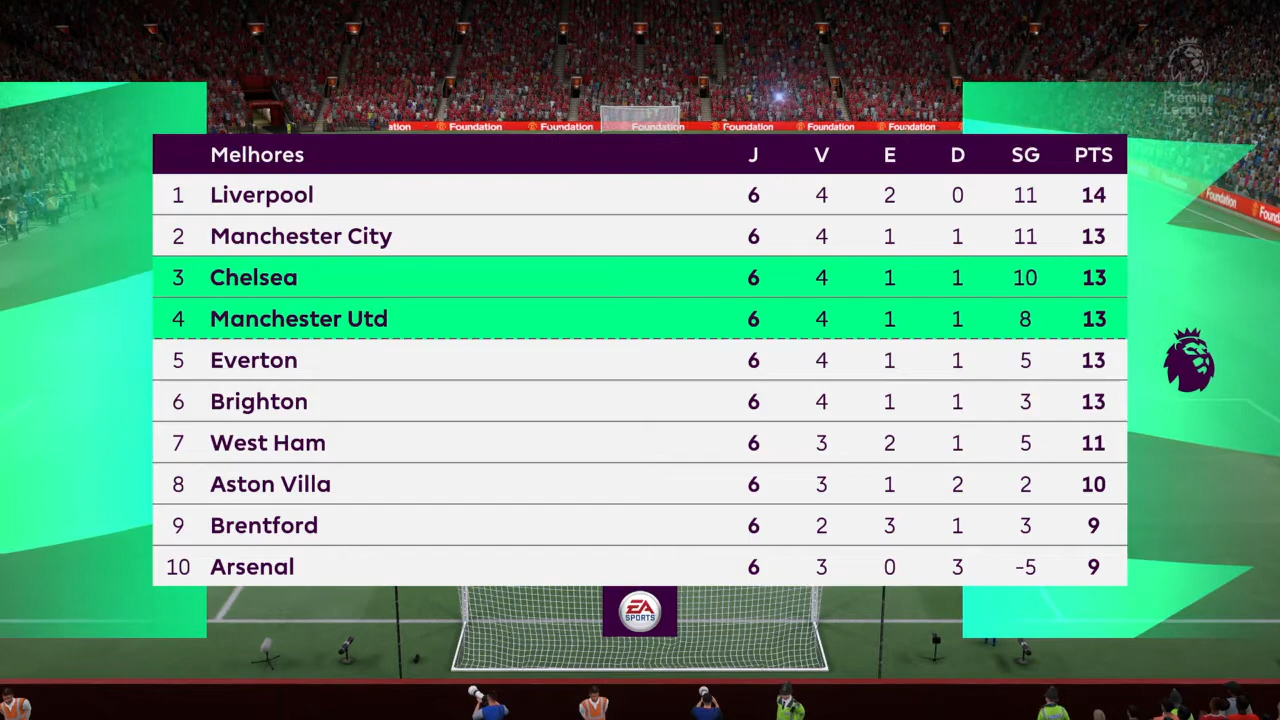 Premier
League
ation Foundation Foundation Foundation Foundation Foundation Foundation
Melhores J V E D SG PTS
1 Liverpool 6 4 2 0 11 14
2 Manchester City 6 4 1 1 11 13
3 Chelsea 6 4 1 1 10 13
4 Manchester Utd 6 4 1 1 8 13
5 Everton 6 4 1 1 5 13
6 Brighton 6 4 1 1 3 13
7 West Ham 6 3 2 1 5 11
8 Aston Villa 6 3 1 2 2 10
9 Brentford 6 2 3 1 3 9
10 Arsenal 6 3 0 3 -5 9
Foundation Found
EA
SPORTS